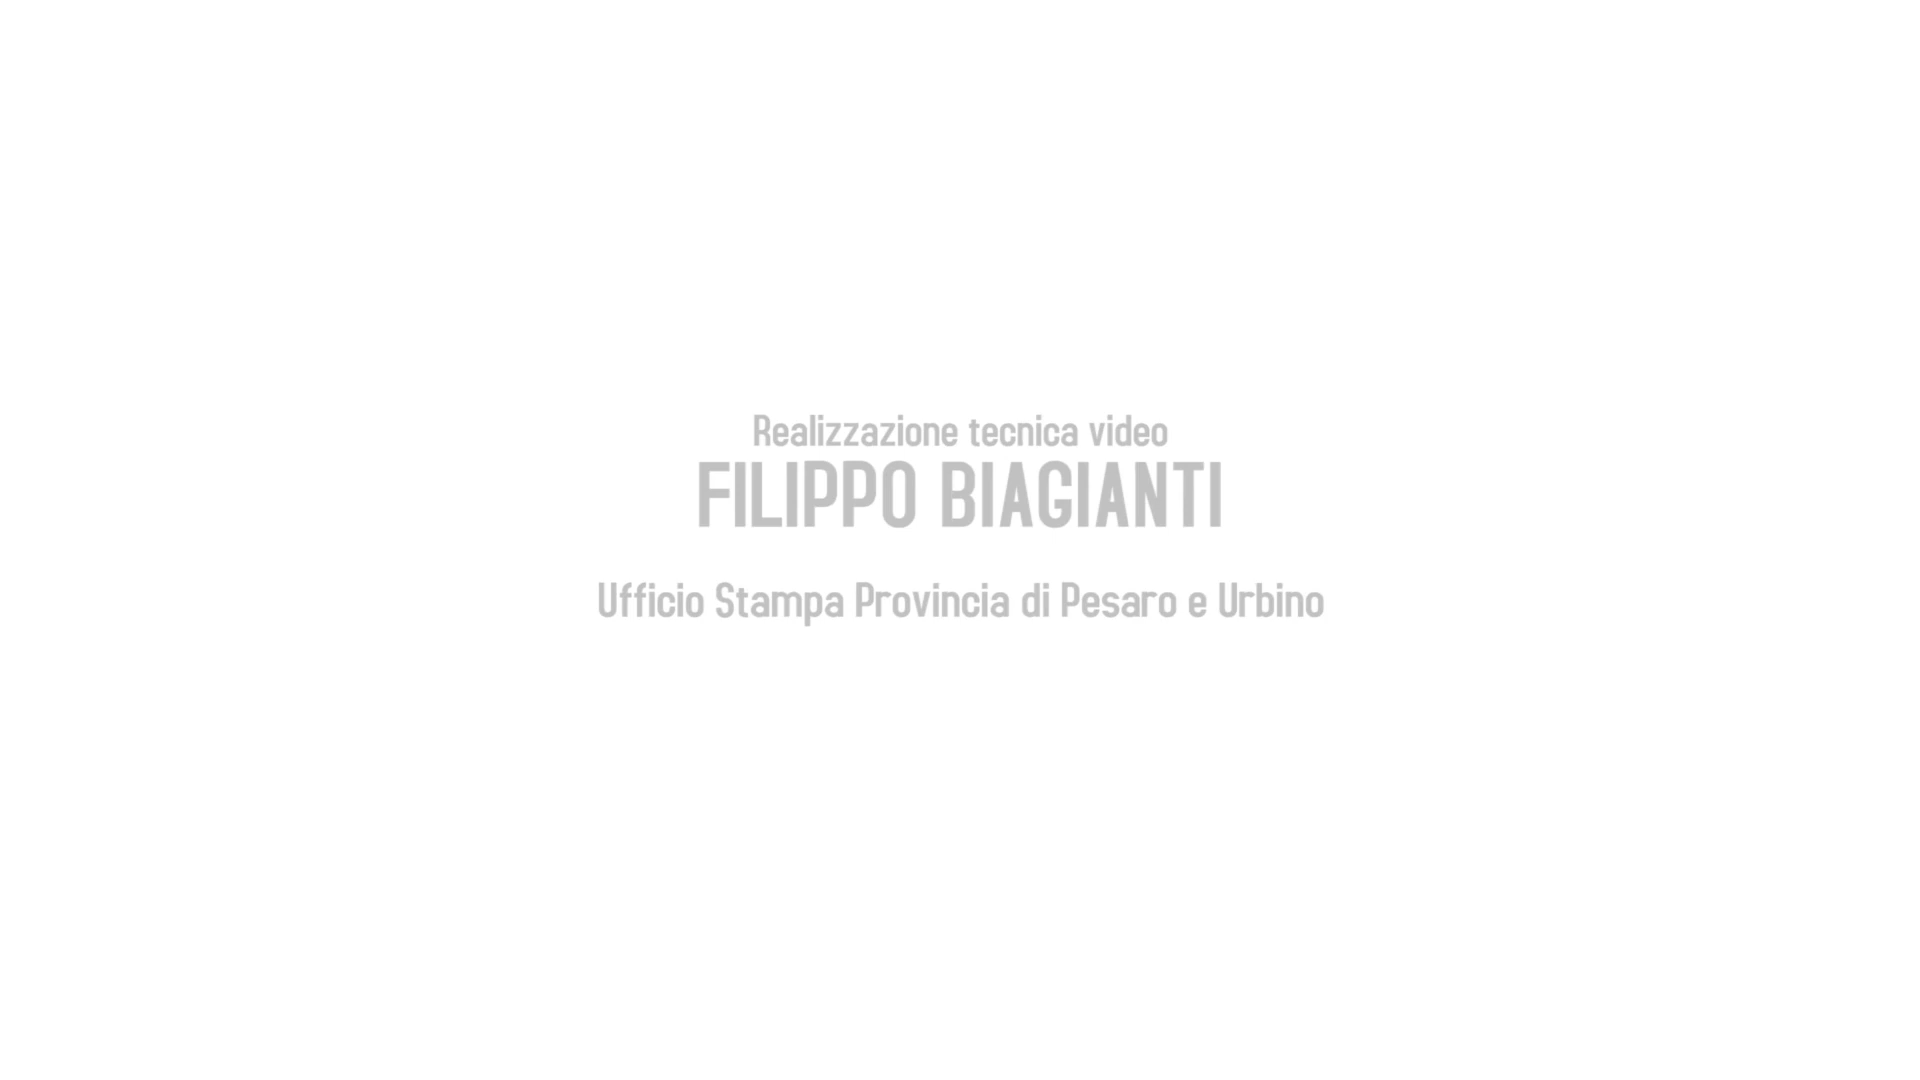 Realizzazione tecnica video
FILIPPO BIAGIANTI
Ufficio Stampa Provincia di Pesaro e Urbino